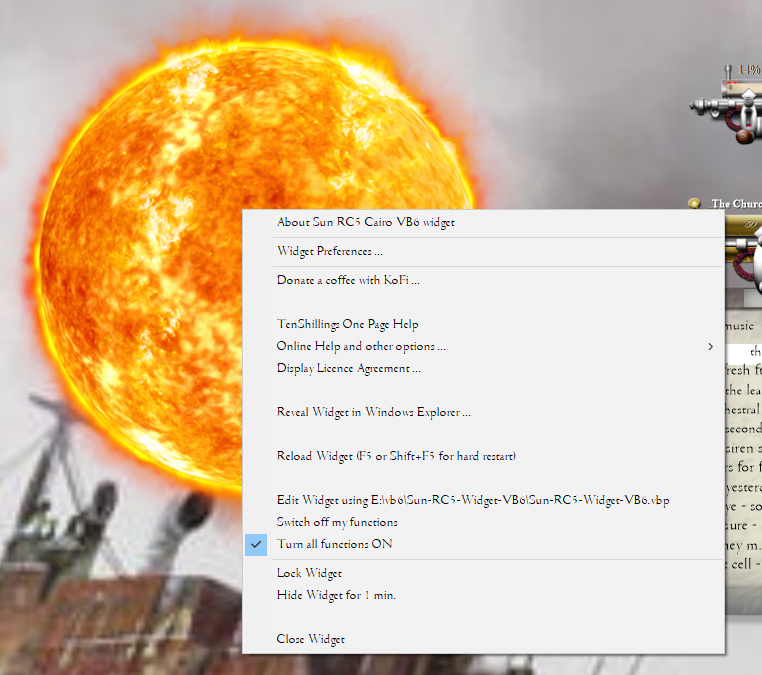 14%
The Churc
50
About Sun RC5 Cairo VB6 widget
Widget Preferences ...
Donate a coffee with KoFi ...
TenShillings One Page Help
Online Help and other options ...
Display Licence Agreement ...
Reveal Widget in Windows Explorer ...
Reload Widget (F5 or Shift+F5 for hard restart)
Edit Widget using E:\vb6\Sun-RC5-Widget-VB6\Sun-RC5-Widget-VB6.vbp
Switch off my functions
Turn all functions ON
Lock Widget
Hide Widget for 1 min.
Close Widget
music
th
resh f
the lea
hestral
second
siren s
rs for f
yesterd
ve - so
ure -
hey m.
cell -